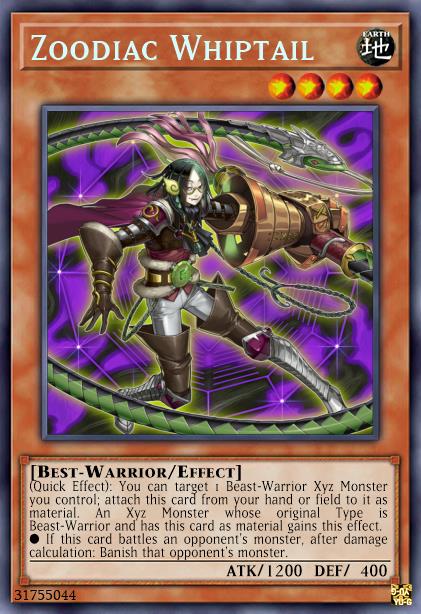 ZOODIAC WHIPTAIL
EARTH
地
[BEST-WARRIOR/EFFECT]
(Quick Effect): You can target 1 Beast-Warrior Xyz Monster
you control; attach this card from your hand or field to it as
material. An Xyz Monster whose original Type is
Beast-Warrior and has this card as material gains this effect.
● If this card battles an opponent's monster, after damage
calculation: Banish that opponent's monster.
ATK/1200 DEF/ 400
31755044